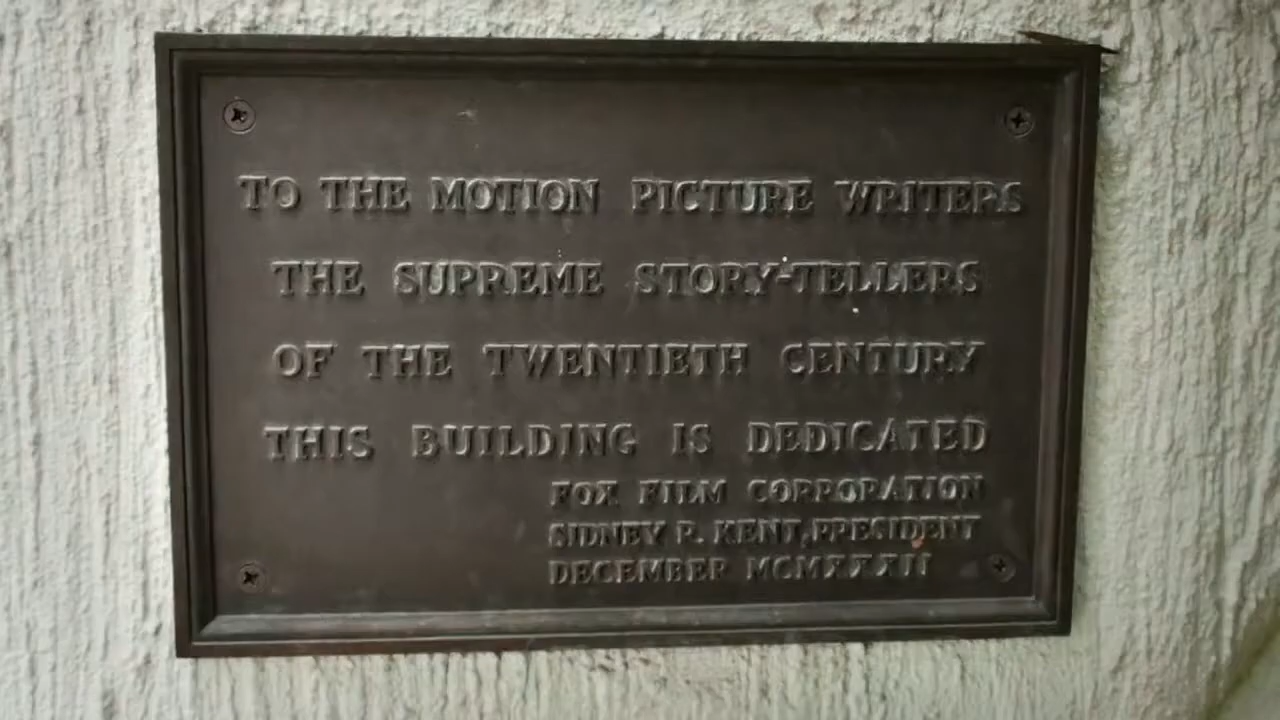 TO THE MOTION PICTURE WRITERS
THE SUPREME STORY-TELLERS
OF THE TWENTIETH CENTURY
THIS BUILDING IS DEDICATED
FOX FILM CORPORATION
SIDNEY R. KENT, PRESIDENT
DECEMBER MCMXXXII